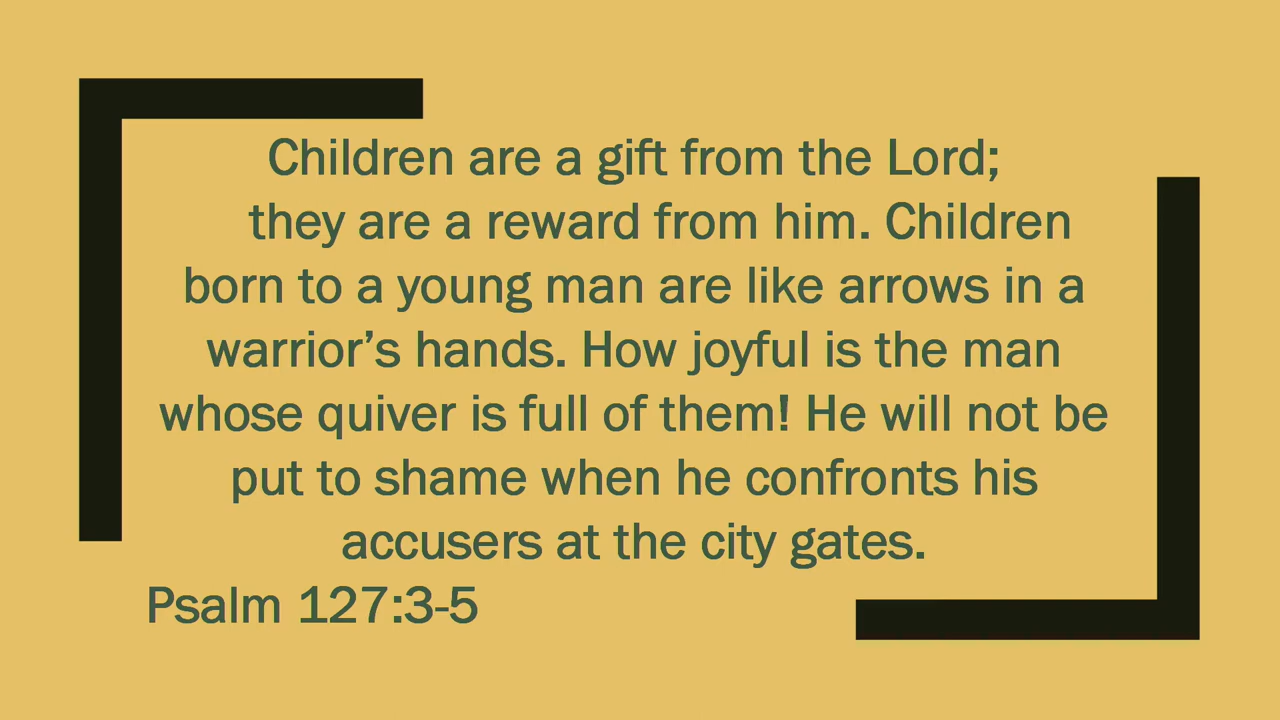 Children are a gift from the Lord;
they are a reward from him. Children
born to a young man are like arrows in a
warrior’s hands. How joyful is the man
whose quiver is full of them! He will not be
put to shame when he confronts his
accusers at the city gates.
Psalm 127:3-5